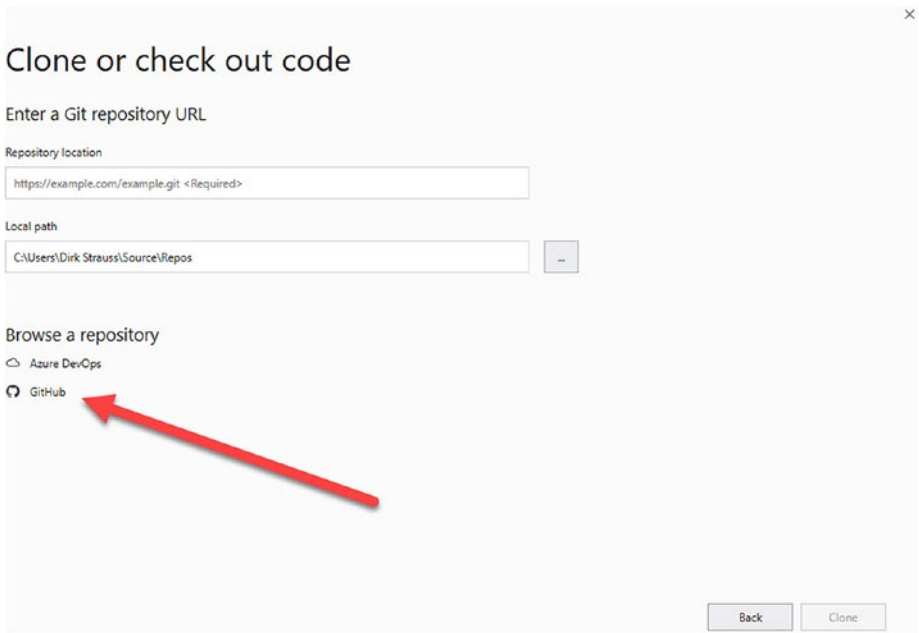 Clone or check out code
Enter a Git repository URL
Repository location
https://example.com/example.git <Required>
Local path
C:\Users\Dirk Strauss\Source\Repos
...
Browse a repository
Azure DevOps
GitHub
Back
Clone